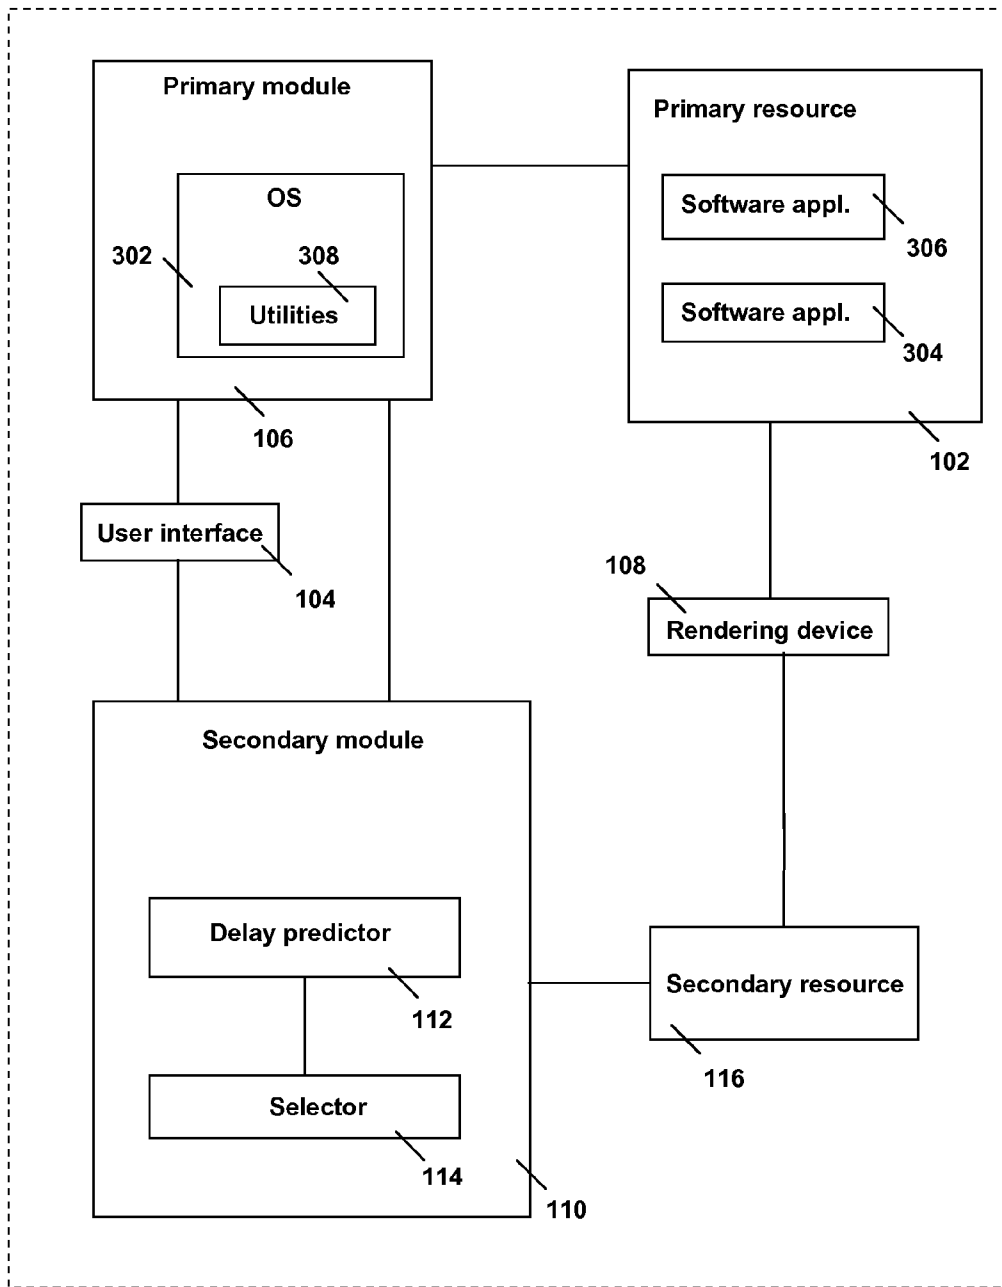 Primary module
Primary resource
OS
Software appl.
306
302
308
Utilities
Software appl.
304
106
102
User interface
104
108
Rendering device
Secondary module
Delay predictor
112
Secondary resource
116
Selector
114
110